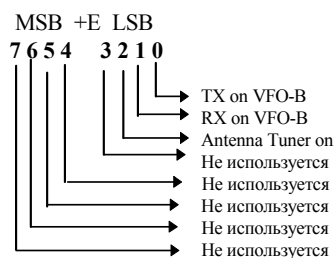 MSB +E LSB
7 6 5 4 3 2 1 0
TX on VFO-B
RX on VFO-B
Antenna Tuner on
Не используется
Не используется
Не используется
Не используется
Не используется